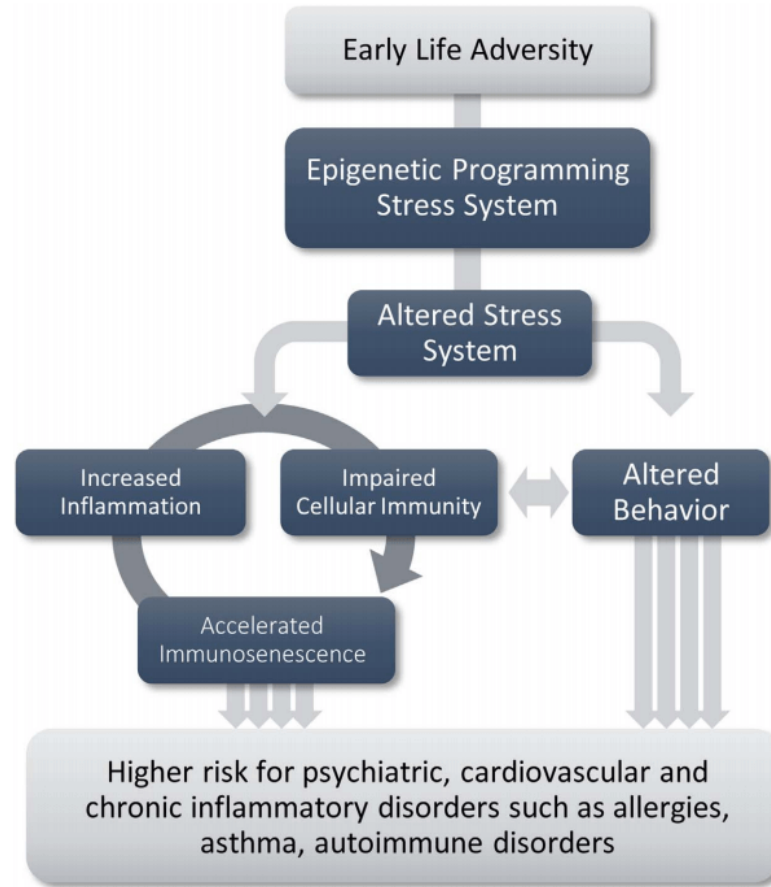 Early Life Adversity
Epigenetic Programming
Stress System
Altered Stress
System
Increased
Inflammation
Impaired
Cellular Immunity
Altered
Behavior
Accelerated
Immunosenescence
Higher risk for psychiatric, cardiovascular and
chronic inflammatory disorders such as allergies,
asthma, autoimmune disorders